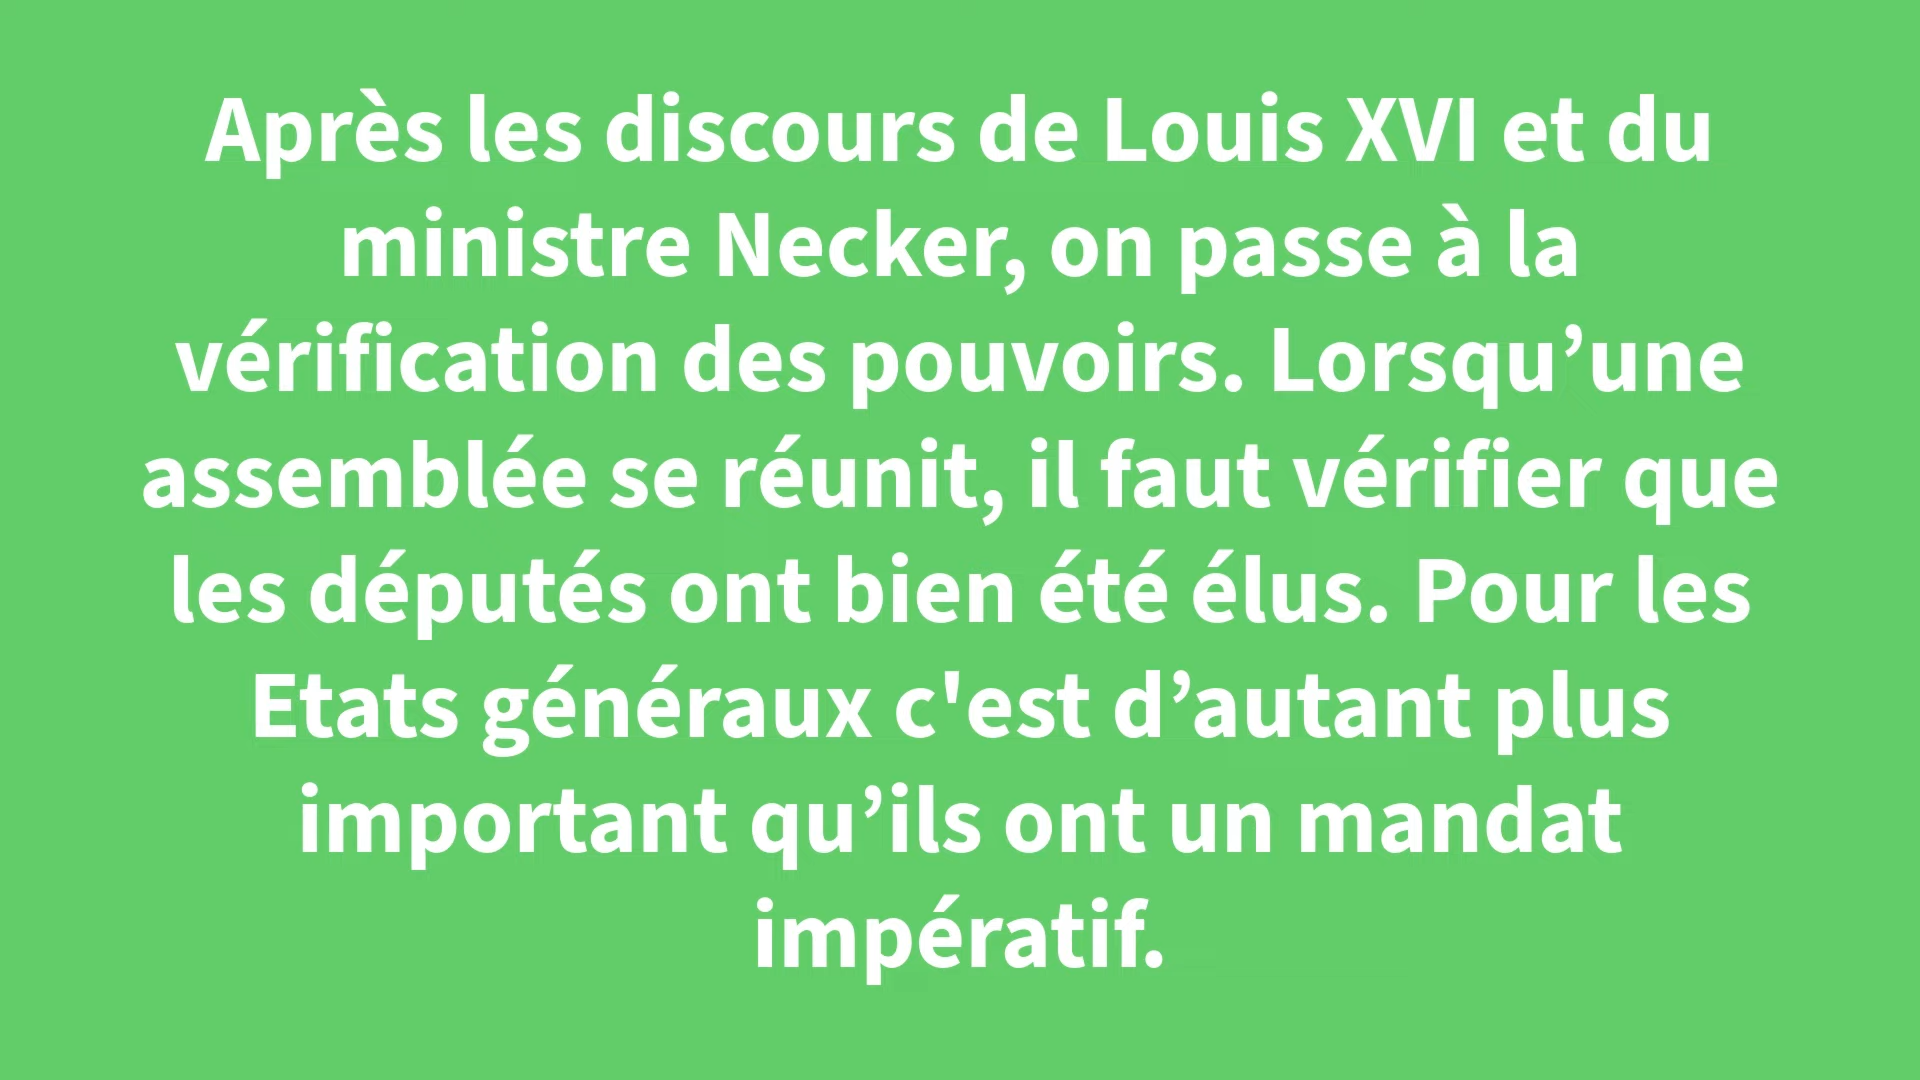 Après les discours de Louis XVI et du
ministre Necker, on passe à la
vérification des pouvoirs. Lorsqu’une
assemblée se réunit, il faut vérifier que
les députés ont bien été élus. Pour les
Etats généraux c'est d’autant plus
important qu’ils ont un mandat
impératif.